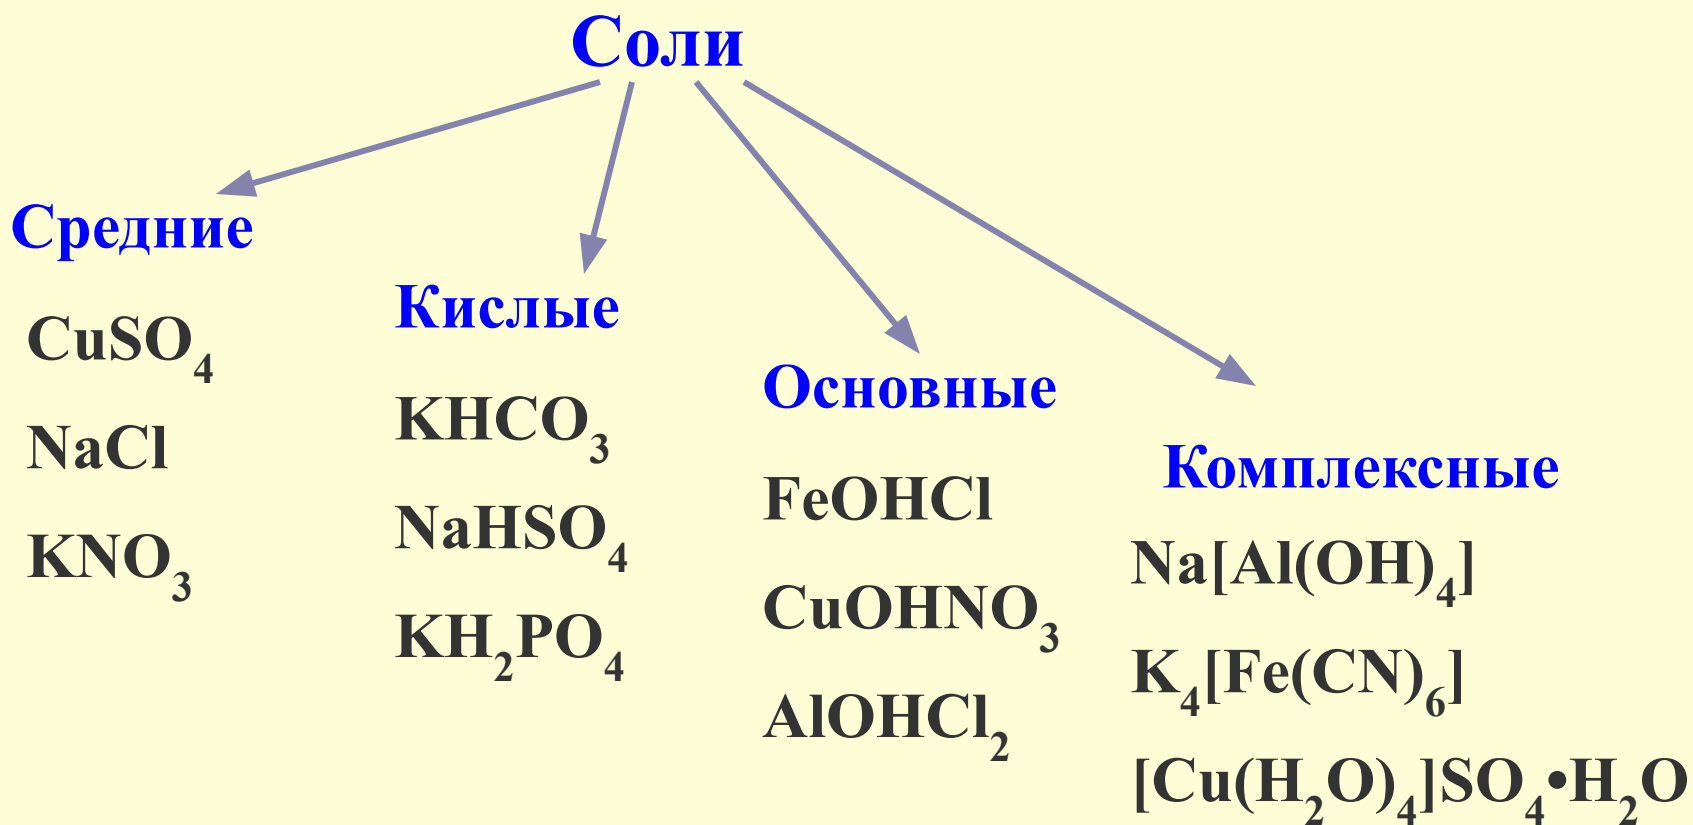 Соли
Средние
CuSO₄
NaCl
KNO₃
Кислые
KHCO₃
NaHSO₄
KH₂PO₄
Основные
FeOHCl
CuOHNO₃
AlOHCl₂
Комплексные
Na[Al(OH)₄]
K₄[Fe(CN)₆]
[Cu(H₂O)₄]SO₄•H₂O